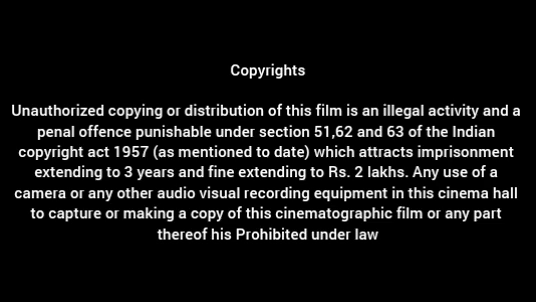 Copyrights
Unauthorized copying or distribution of this film is an illegal activity and a
penal offence punishable under section 51,62 and 63 of the Indian
copyright act 1957 (as mentioned to date) which attracts imprisonment
extending to 3 years and fine extending to Rs. 2 lakhs. Any use of a
camera or any other audio visual recording equipment in this cinema hall
to capture or making a copy of this cinematographic film or any part
thereof his Prohibited under law